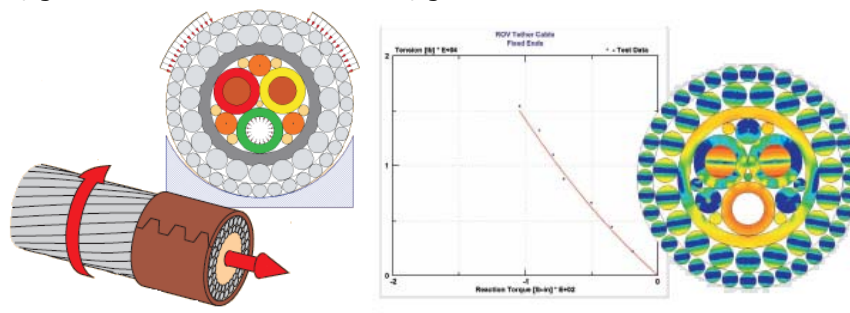 ROV Tether Cable
Fixed Ends
Tension [lb] * E+04
* - Test Data
2
1
0
-2
-1
0
Reaction Torque [lb-in] * E+02